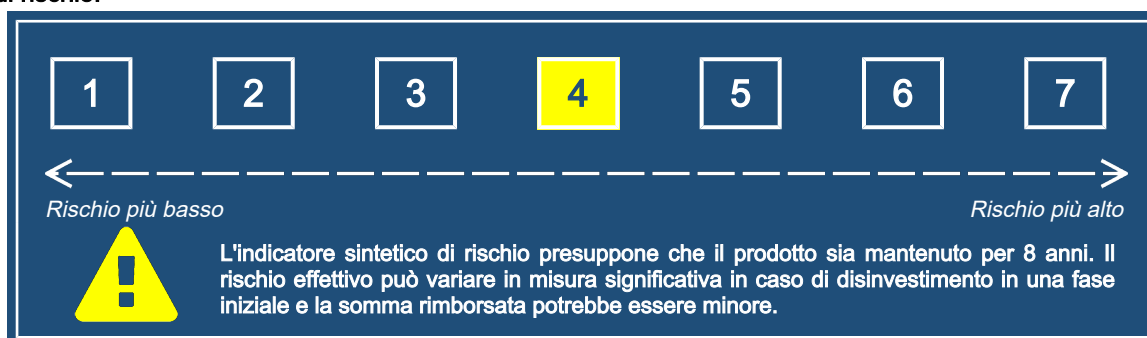 di rischio:
1 2 3 4 5 6 7
Rischio più basso Rischio più alto
L'indicatore sintetico di rischio presuppone che il prodotto sia mantenuto per 8 anni. Il
rischio effettivo può variare in misura significativa in caso di disinvestimento in una fase
iniziale e la somma rimborsata potrebbe essere minore.